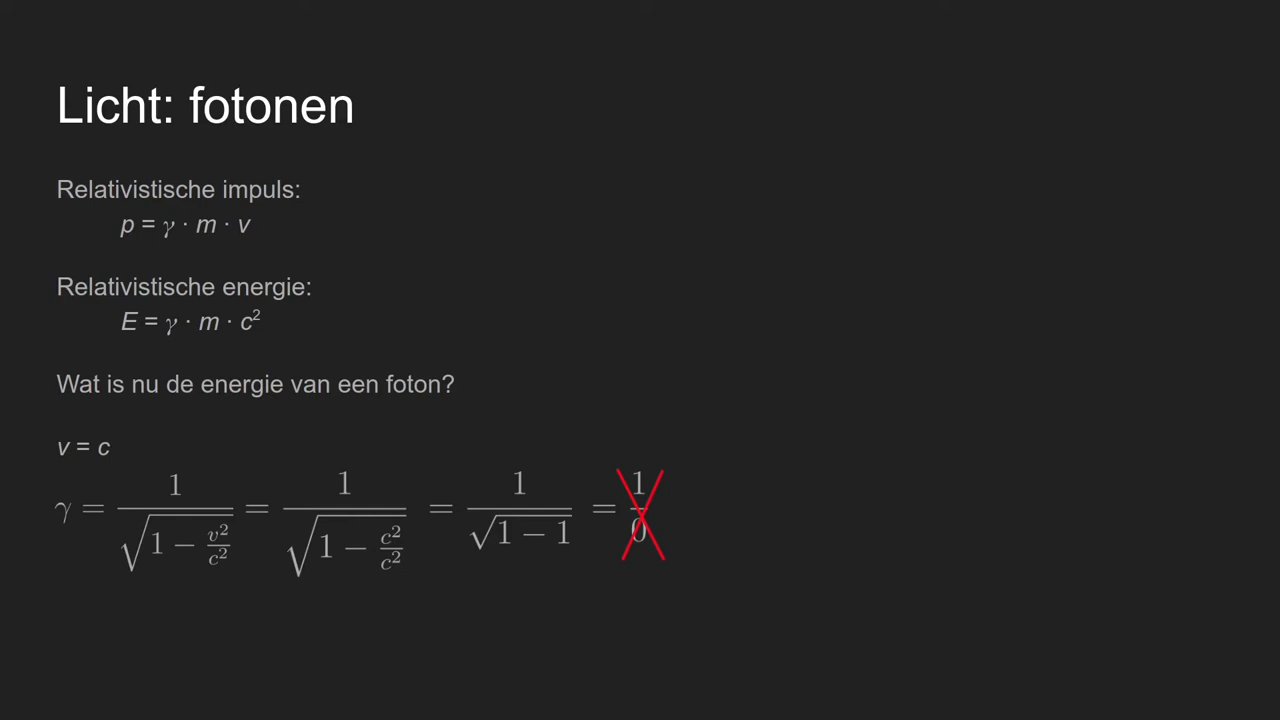 Licht: fotonen
Relativistische impuls:
p = γ · m · v
Relativistische energie:
E = γ · m · c²
Wat is nu de energie van een foton?
v = c
γ = 1/√(1 − v²/c²) = 1/√(1 − c²/c²) = 1/√(1 − 1) = 1/0